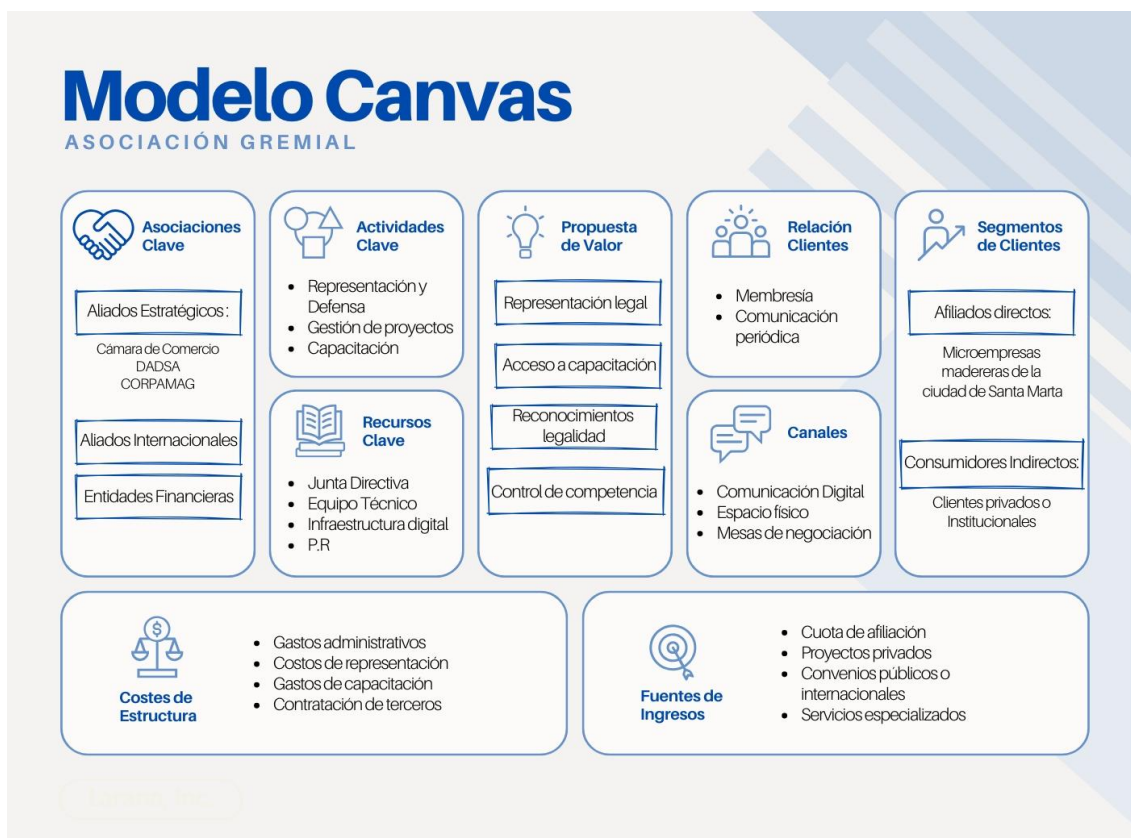 Modelo Canvas
ASOCIACIÓN GREMIAL
Asociaciones
Clave
Aliados Estratégicos :
Cámara de Comercio
DADSA
CORPAMAG
Aliados Internacionales
Entidades Financieras
Actividades
Clave
• Representación y
Defensa
• Gestión de proyectos
• Capacitación
Recursos
Clave
• Junta Directiva
• Equipo Técnico
• Infraestructura digital
• P.R
Propuesta
de Valor
Representación legal
Acceso a capacitación
Reconocimientos
legalidad
Control de competencia
Relación
Clientes
• Membresía
• Comunicación
periódica
Canales
• Comunicación Digital
• Espacio físico
• Mesas de negociación
Segmentos
de Clientes
Afiliados directos:
Microempresas
madereras de la
ciudad de Santa Marta
Consumidores Indirectos:
Clientes privados o
Institucionales
$
Costes de
Estructura
• Gastos administrativos
• Costos de representación
• Gastos de capacitación
• Contratación de terceros
Fuentes de
Ingresos
• Cuota de afiliación
• Proyectos privados
• Convenios públicos o
internacionales
• Servicios especializados